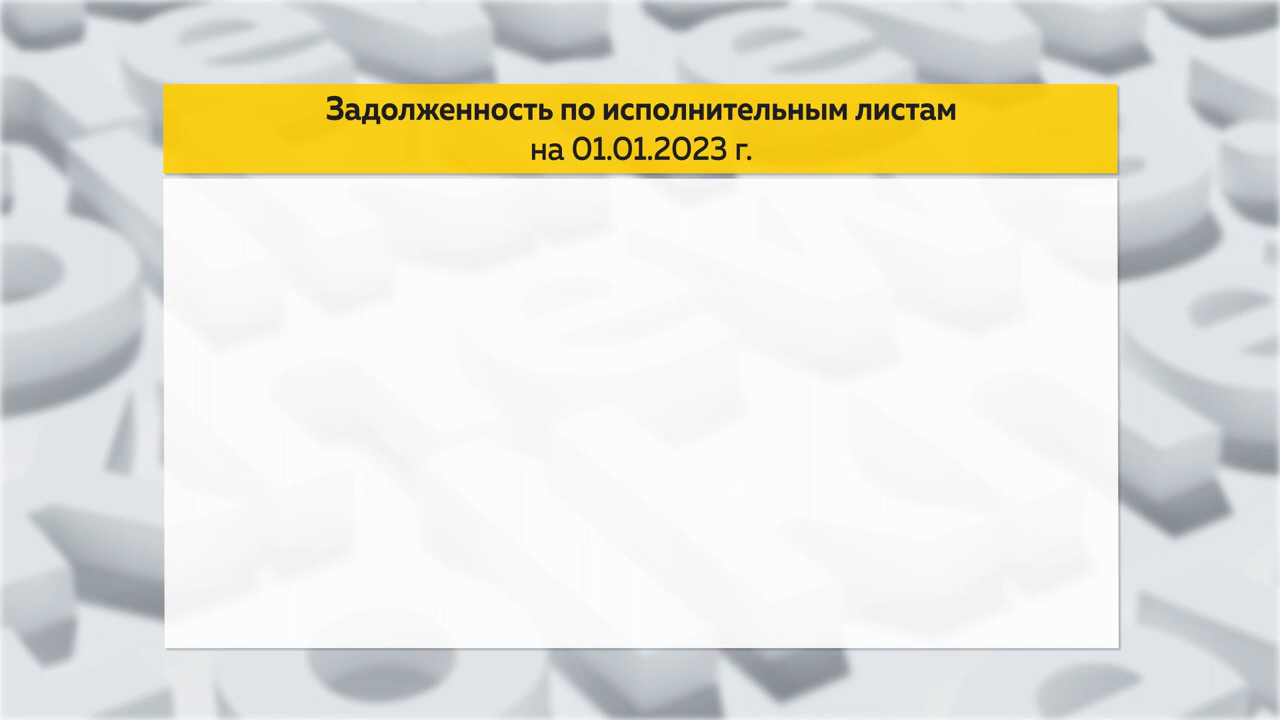 Задолженность по исполнительным листам
на 01.01.2023 г.